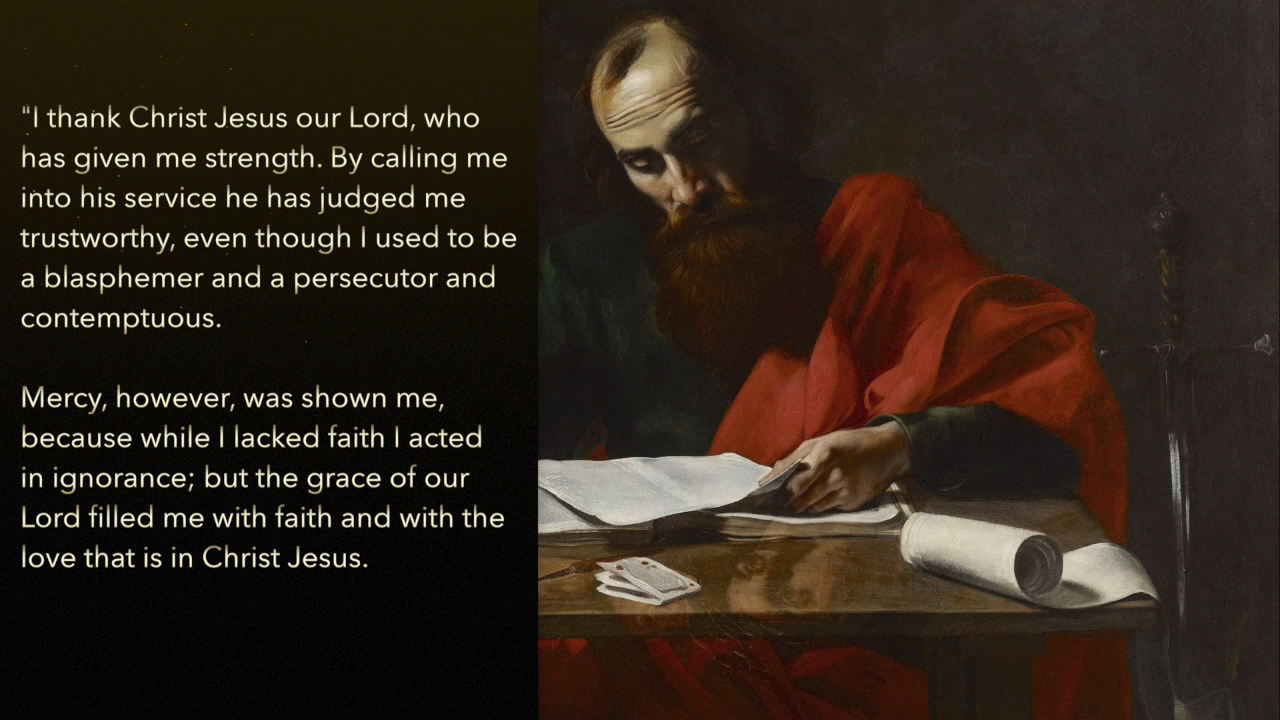 "I thank Christ Jesus our Lord, who
has given me strength. By calling me
into his service he has judged me
trustworthy, even though I used to be
a blasphemer and a persecutor and
contemptuous.
Mercy, however, was shown me,
because while I lacked faith I acted
in ignorance; but the grace of our
Lord filled me with faith and with the
love that is in Christ Jesus.